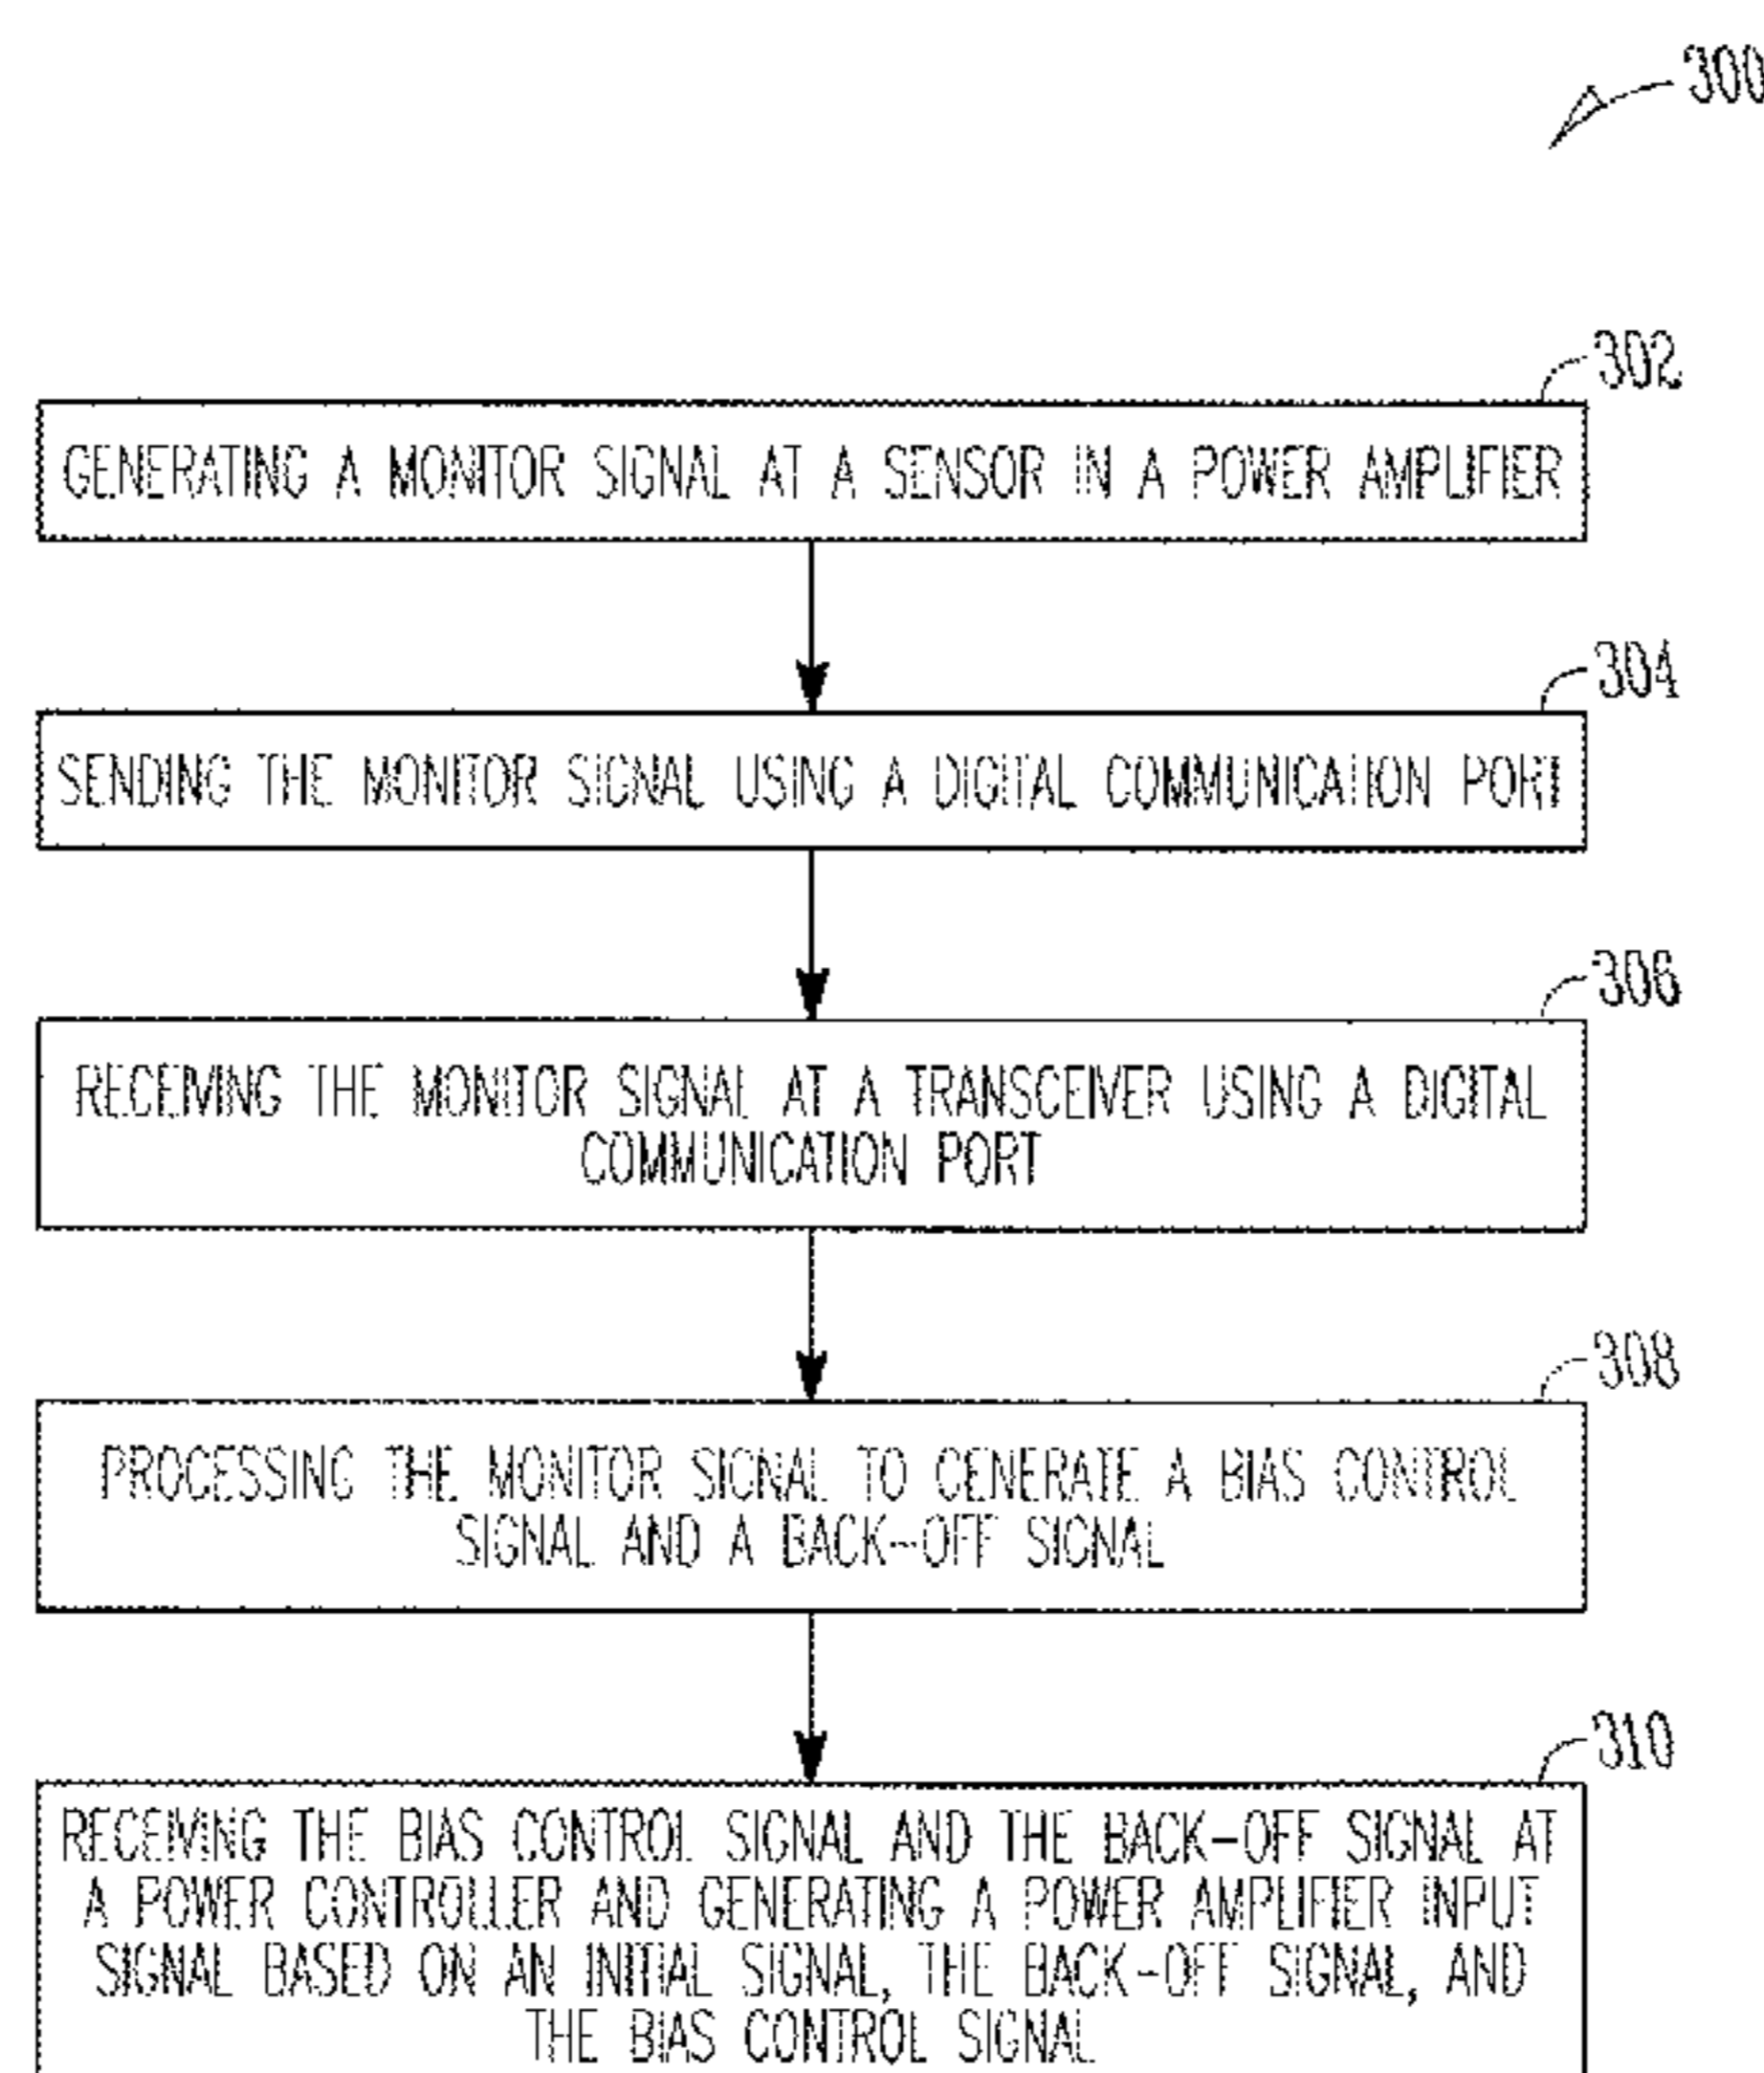 300
302
GENERATING A MONITOR SIGNAL AT A SENSOR IN A POWER AMPLIFIER
304
SENDING THE MONITOR SIGNAL USING A DIGITAL COMMUNICATION PORT
306
RECEIVING THE MONITOR SIGNAL AT A TRANSCEIVER USING A DIGITAL
COMMUNICATION PORT
308
PROCESSING THE MONITOR SIGNAL TO GENERATE A BIAS CONTROL
SIGNAL AND A BACK-OFF SIGNAL
310
RECEIVING THE BIAS CONTROL SIGNAL AND THE BACK-OFF SIGNAL AT
A POWER CONTROLLER AND GENERATING A POWER AMPLIFIER INPUT
SIGNAL BASED ON AN INITIAL SIGNAL, THE BACK-OFF SIGNAL, AND
THE BIAS CONTROL SIGNAL